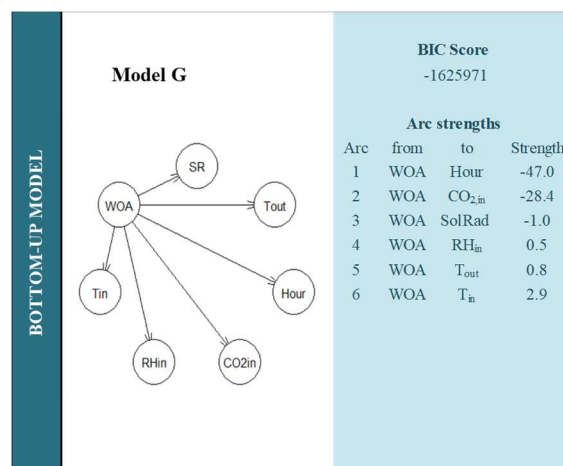 BOTTOM-UP MODEL
Model G
SR
WOA
Tout
Tin
Hour
RHin
CO2in
BIC Score
-1625971
Arc strengths
Arc from to Strength
1 WOA Hour -47.0
2 WOA CO2,in -28.4
3 WOA SolRad -1.0
4 WOA RHin 0.5
5 WOA Tout 0.8
6 WOA Tin 2.9